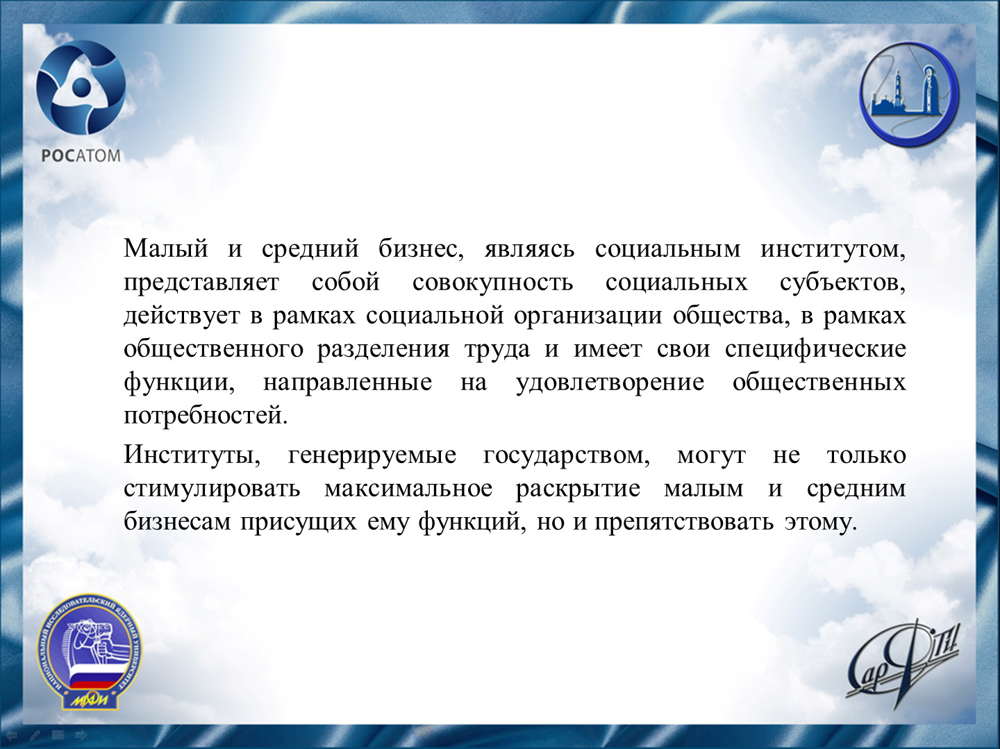 РОСАТОМ
Малый и средний бизнес, являясь социальным институтом,
представляет собой совокупность социальных субъектов,
действует в рамках социальной организации общества, в рамках
общественного разделения труда и имеет свои специфические
функции, направленные на удовлетворение общественных
потребностей.
Институты, генерируемые государством, могут не только
стимулировать максимальное раскрытие малым и средним
бизнесам присущих ему функций, но и препятствовать этому.
НАЦИОНАЛЬНЫЙ ИССЛЕДОВАТЕЛЬСКИЙ ЯДЕРНЫЙ УНИВЕРСИТЕТ
МИФИ
СарФТИ